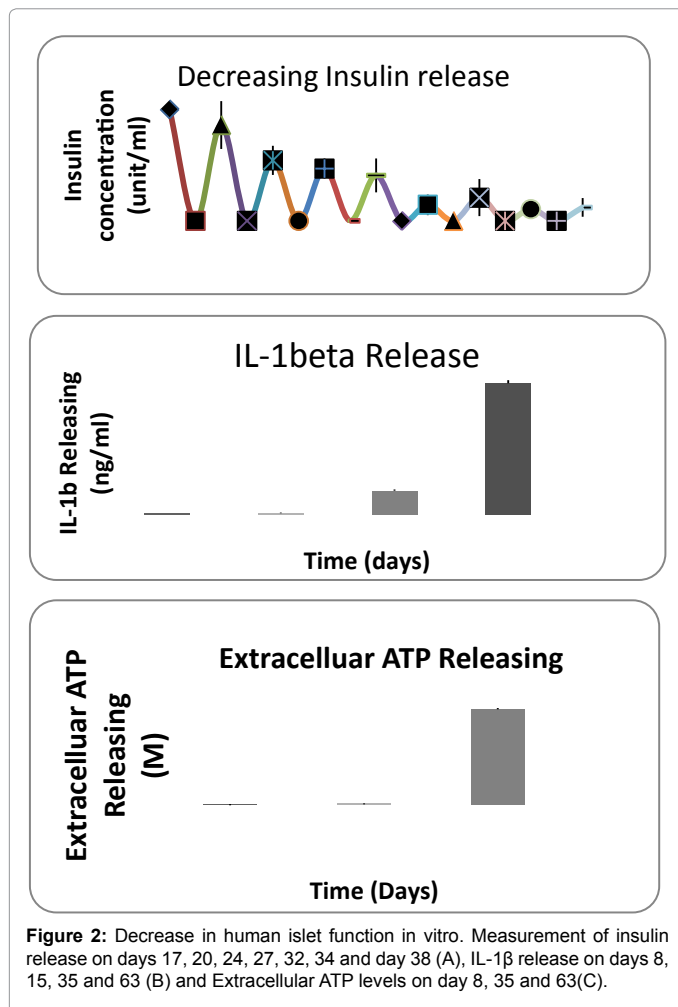 Decreasing Insulin release
Insulin
concentration
(unit/ml)
IL-1beta Release
IL-1b Releasing
(ng/ml)
Time (days)
Extracelluar ATP Releasing
Extracelluar ATP
Releasing
(M)
Time (Days)
Figure 2: Decrease in human islet function in vitro. Measurement of insulin
release on days 17, 20, 24, 27, 32, 34 and day 38 (A), IL-1β release on days 8,
15, 35 and 63 (B) and Extracellular ATP levels on day 8, 35 and 63(C).